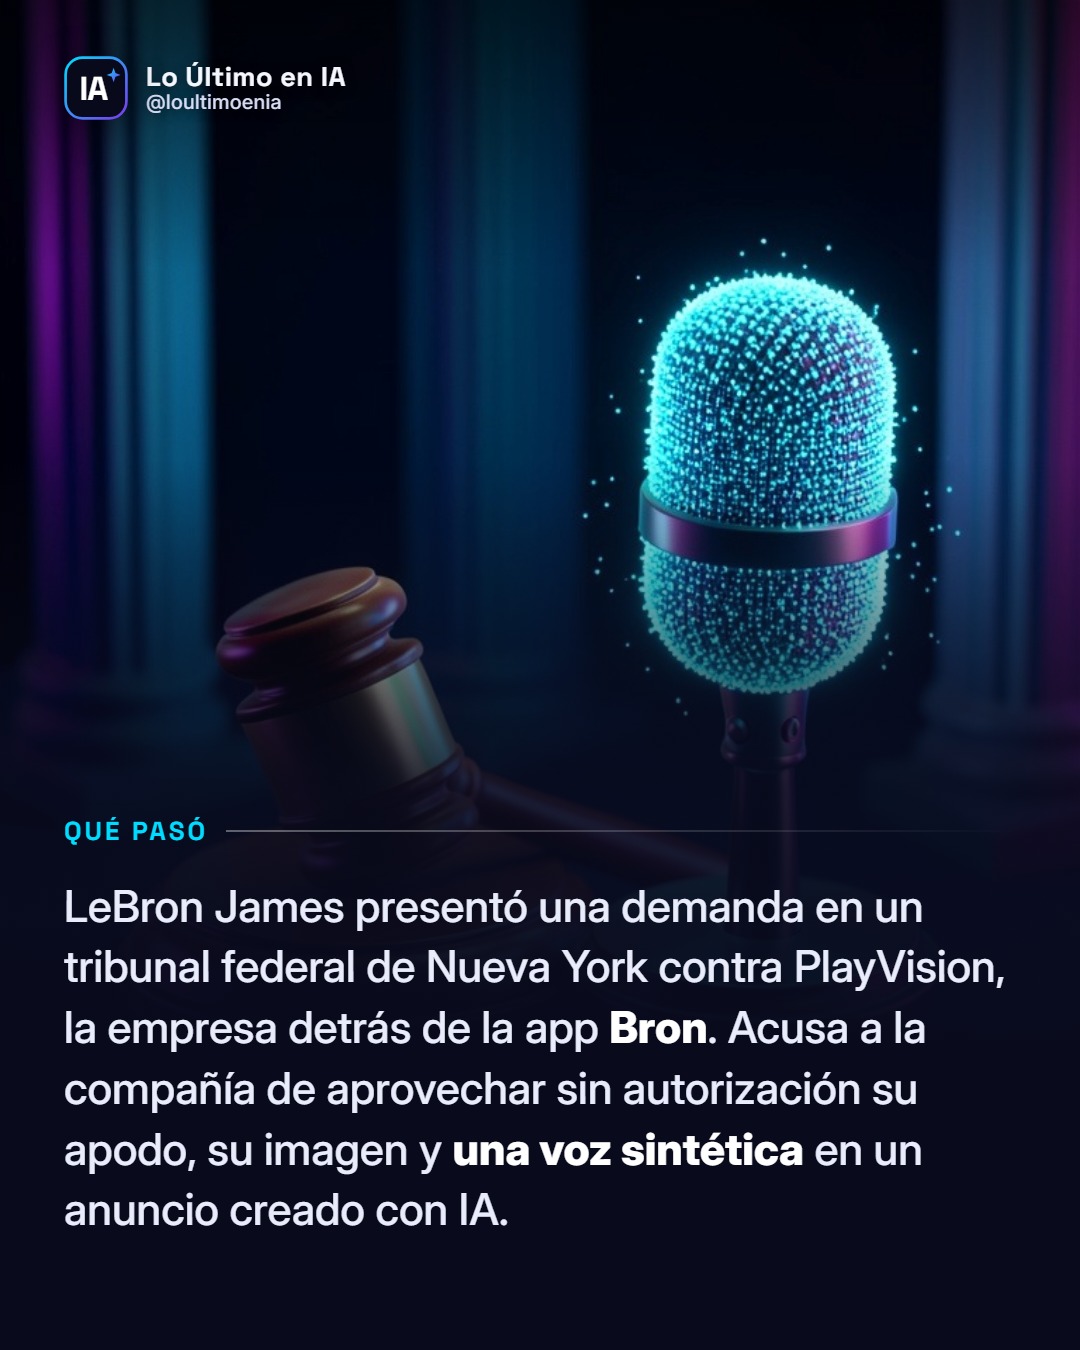 IA
Lo Último en IA
@loultimoenia
QUÉ PASÓ
LeBron James presentó una demanda en un
tribunal federal de Nueva York contra PlayVision,
la empresa detrás de la app Bron. Acusa a la
compañía de aprovechar sin autorización su
apodo, su imagen y una voz sintética en un
anuncio creado con IA.